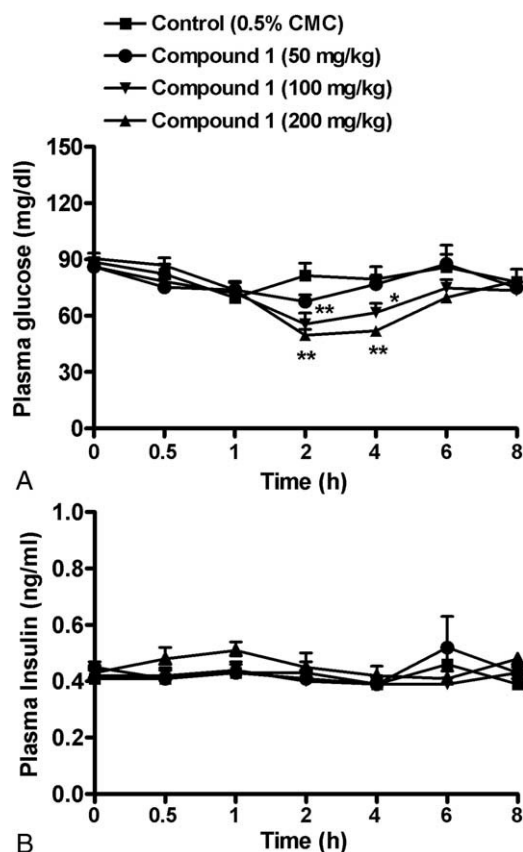 Control (0.5% CMC)
Compound 1 (50 mg/kg)
Compound 1 (100 mg/kg)
Compound 1 (200 mg/kg)
Plasma glucose (mg/dl)
150
120
90
60
30
0
**
*
**
**
0 0.5 1 2 4 6 8
A
Time (h)
Plasma Insulin (ng/ml)
1.0
0.8
0.6
0.4
0.2
0.0
0 0.5 1 2 4 6 8
B
Time (h)